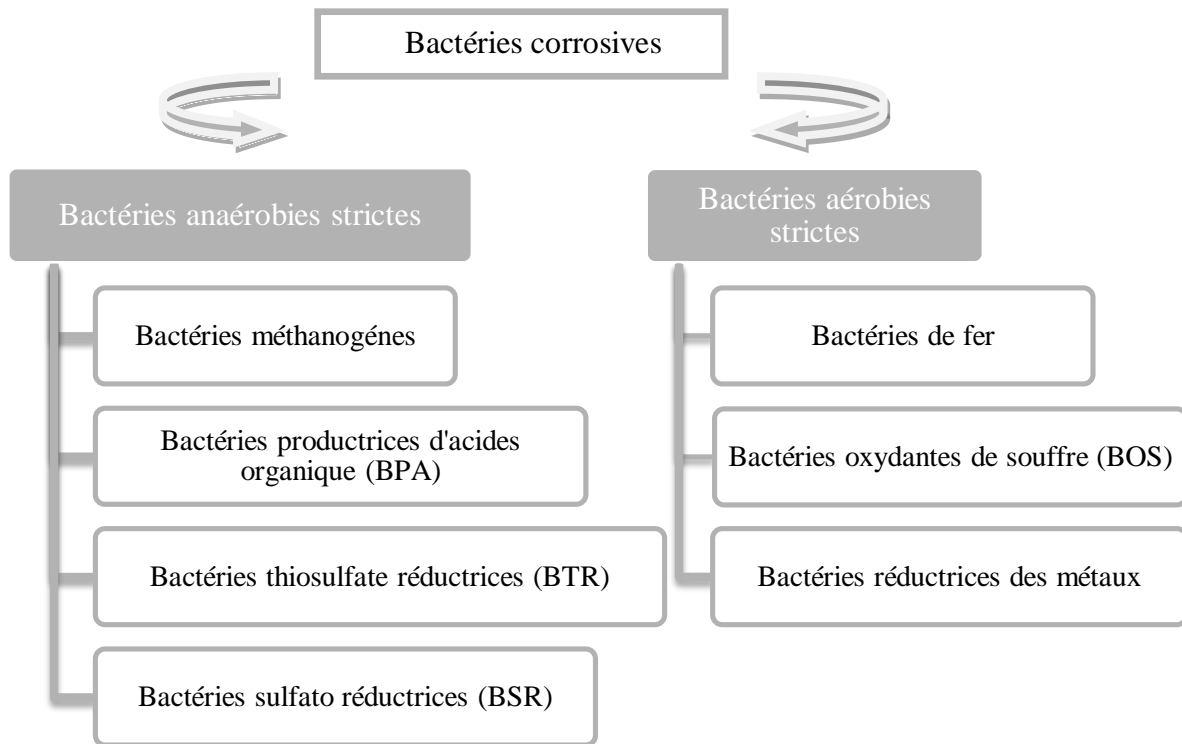 Bactéries corrosives
Bactéries anaérobies strictes
Bactéries méthanogénes
Bactéries productrices d'acides
organique (BPA)
Bactéries thiosulfate réductrices (BTR)
Bactéries sulfato réductrices (BSR)
Bactéries aérobies
strictes
Bactéries de fer
Bactéries oxydantes de souffre (BOS)
Bactéries réductrices des métaux